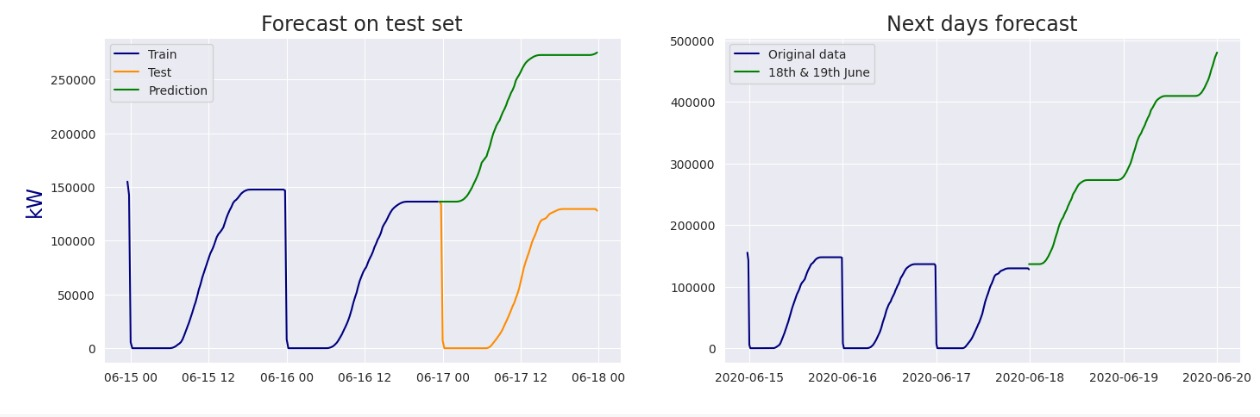 Forecast on test set
Train
Test
Prediction
kW
250000
200000
150000
100000
50000
0
06-15 00 06-15 12 06-16 00 06-16 12 06-17 00 06-17 12 06-18 00
Next days forecast
Original data
18th & 19th June
500000
400000
300000
200000
100000
0
2020-06-15 2020-06-16 2020-06-17 2020-06-18 2020-06-19 2020-06-20